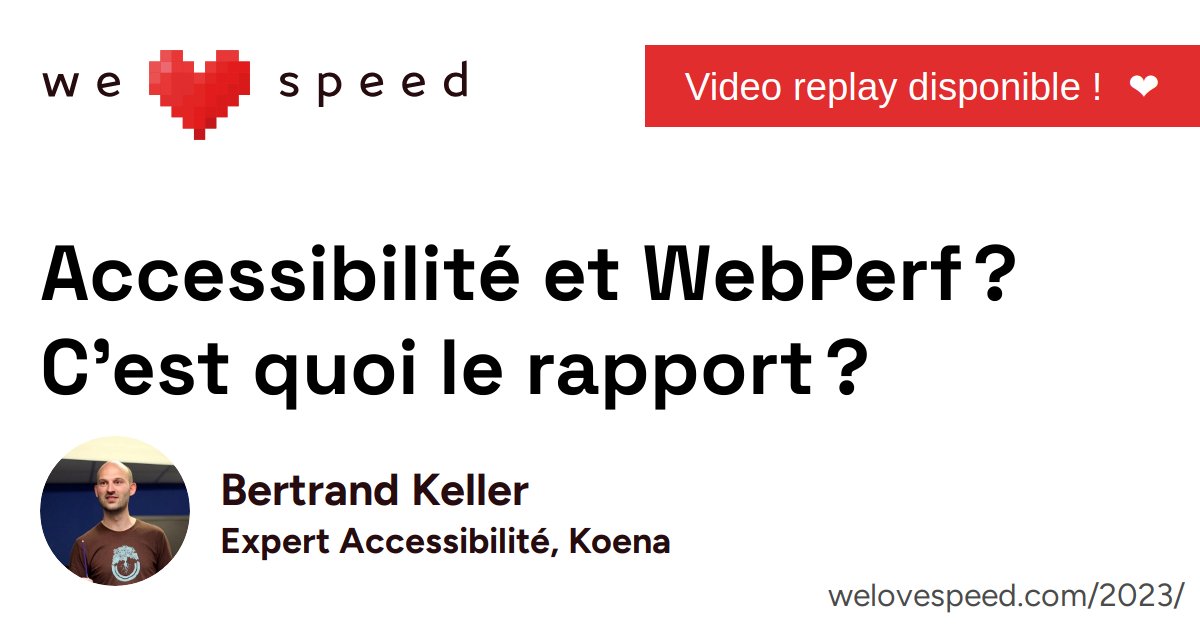 we speed
Video replay disponible ! ❤
Accessibilité et WebPerf ?
C’est quoi le rapport ?
Bertrand Keller
Expert Accessibilité, Koena
welovespeed.com/2023/